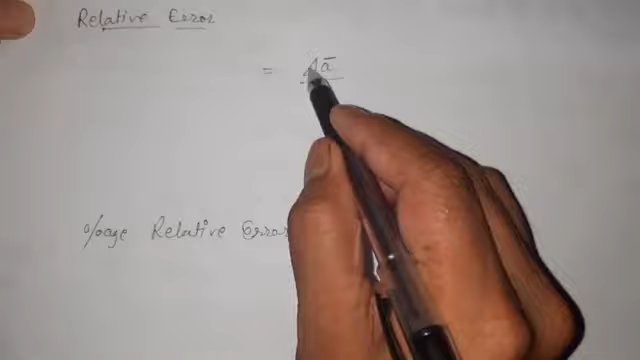 Relative Error
= Δā
%age Relative Error